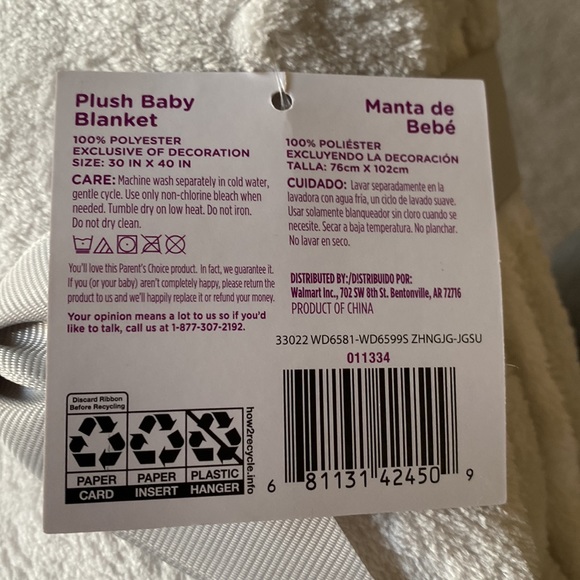 Plush Baby
Blanket
100% POLYESTER
EXCLUSIVE OF DECORATION
SIZE: 30 IN X 40 IN
CARE: Machine wash separately in cold water,
gentle cycle. Use only non-chlorine bleach when
needed. Tumble dry on low heat. Do not iron.
Do not dry clean.
You'll love this Parent's Choice product. In fact, we guarantee it.
If you (or your baby) aren't completely happy, please return the
product to us and we'll happily replace it or refund your money.
Your opinion means a lot to us so if you'd
like to talk, call us at 1-877-307-2192.
Manta de
Bebé
100% POLIÉSTER
EXCLUYENDO LA DECORACIÓN
TALLA: 76cm X 102cm
CUIDADO: Lavar separadamente en la
lavadora con agua fría, un ciclo de lavado suave.
Usar solamente blanqueador sin cloro cuando se
necesite. Secar a baja temperatura. No planchar.
No lavar en seco.
DISTRIBUTED BY:/DISTRIBUIDO POR:
Walmart Inc., 702 SW 8th St. Bentonville, AR 72716
PRODUCT OF CHINA
33022 WD6581-WD6599S ZHNGJG-JGSU
011334
Discard Ribbon
Before Recycling
PAPER
CARD
PAPER
INSERT
PLASTIC
HANGER
how2recycle.info
6 81131 42450 9